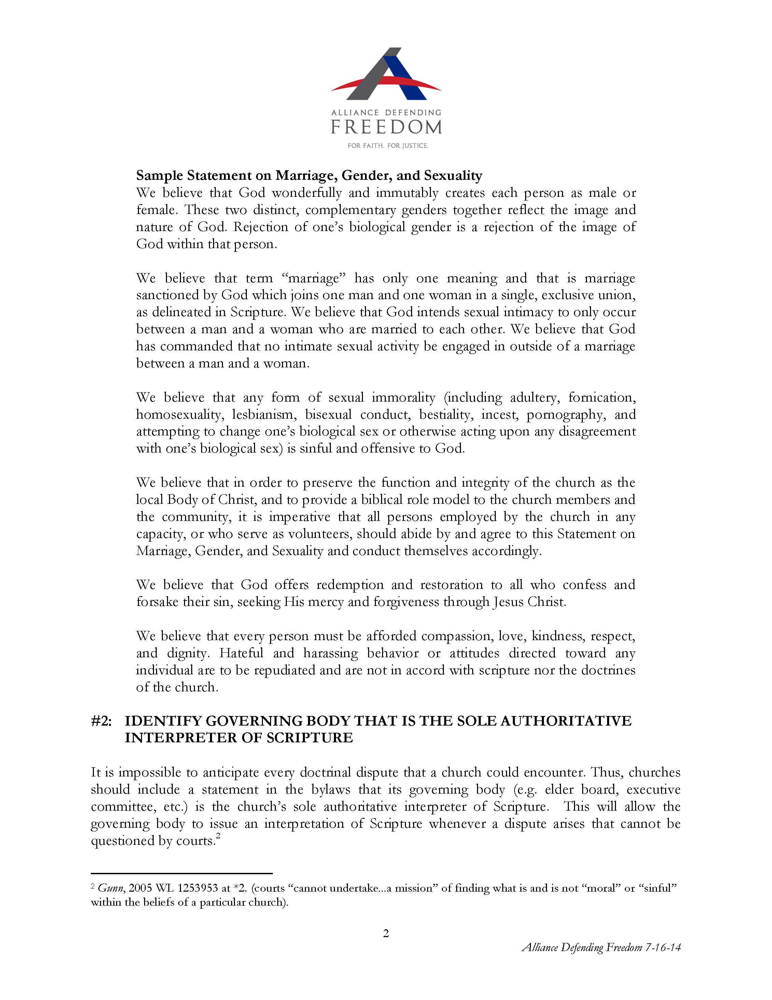 ALLIANCE DEFENDING
FREEDOM
FOR FAITH. FOR JUSTICE.
Sample Statement on Marriage, Gender, and Sexuality
We believe that God wonderfully and immutably creates each person as male or
female. These two distinct, complementary genders together reflect the image and
nature of God. Rejection of one’s biological gender is a rejection of the image of
God within that person.
We believe that term “marriage” has only one meaning and that is marriage
sanctioned by God which joins one man and one woman in a single, exclusive union,
as delineated in Scripture. We believe that God intends sexual intimacy to only occur
between a man and a woman who are married to each other. We believe that God
has commanded that no intimate sexual activity be engaged in outside of a marriage
between a man and a woman.
We believe that any form of sexual immorality (including adultery, fornication,
homosexuality, lesbianism, bisexual conduct, bestiality, incest, pornography, and
attempting to change one’s biological sex or otherwise acting upon any disagreement
with one’s biological sex) is sinful and offensive to God.
We believe that in order to preserve the function and integrity of the church as the
local Body of Christ, and to provide a biblical role model to the church members and
the community, it is imperative that all persons employed by the church in any
capacity, or who serve as volunteers, should abide by and agree to this Statement on
Marriage, Gender, and Sexuality and conduct themselves accordingly.
We believe that God offers redemption and restoration to all who confess and
forsake their sin, seeking His mercy and forgiveness through Jesus Christ.
We believe that every person must be afforded compassion, love, kindness, respect,
and dignity. Hateful and harassing behavior or attitudes directed toward any
individual are to be repudiated and are not in accord with scripture nor the doctrines
of the church.
#2: IDENTIFY GOVERNING BODY THAT IS THE SOLE AUTHORITATIVE
INTERPRETER OF SCRIPTURE
It is impossible to anticipate every doctrinal dispute that a church could encounter. Thus, churches
should include a statement in the bylaws that its governing body (e.g. elder board, executive
committee, etc.) is the church’s sole authoritative interpreter of Scripture. This will allow the
governing body to issue an interpretation of Scripture whenever a dispute arises that cannot be
questioned by courts.2
2 Gunn, 2005 WL 1253953 at *2. (courts “cannot undertake...a mission” of finding what is and is not “moral” or “sinful”
within the beliefs of a particular church).
2
Alliance Defending Freedom 7-16-14